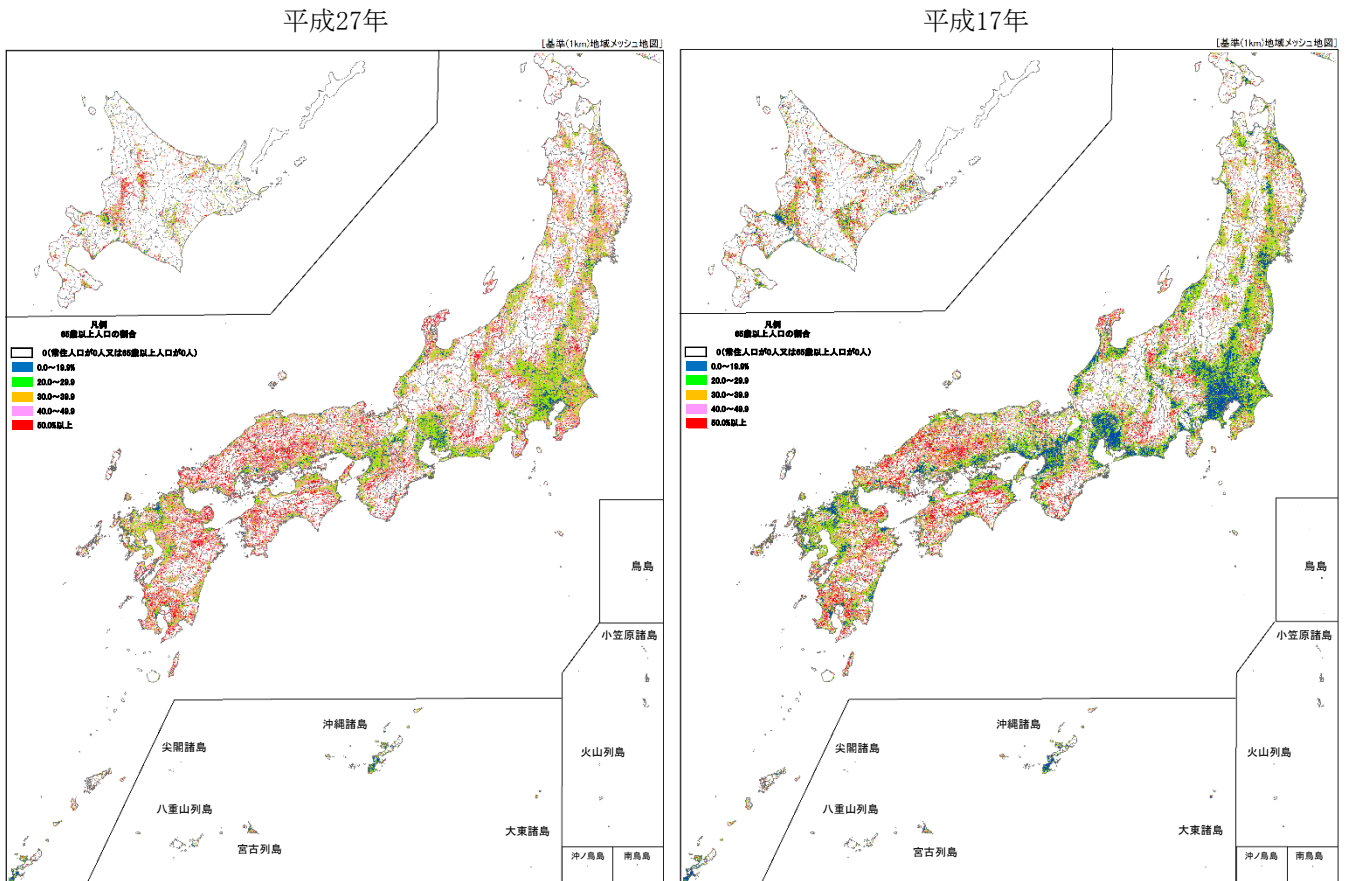 平成27年
[基準(1km)地域メッシュ地図]
凡例
65歳以上人口の割合
0(常住人口が0人又は65歳以上人口が0人)
0.0～19.9%
20.0～29.9
30.0～39.9
40.0～49.9
50.0%以上
鳥島
小笠原諸島
沖縄諸島
尖閣諸島
火山列島
八重山列島
大東諸島
宮古列島
沖ノ鳥島
南鳥島
平成17年
[基準(1km)地域メッシュ地図]
凡例
65歳以上人口の割合
0(常住人口が0人又は65歳以上人口が0人)
0.0～19.9%
20.0～29.9
30.0～39.9
40.0～49.9
50.0%以上
鳥島
小笠原諸島
沖縄諸島
尖閣諸島
火山列島
八重山列島
大東諸島
宮古列島
沖ノ鳥島
南鳥島